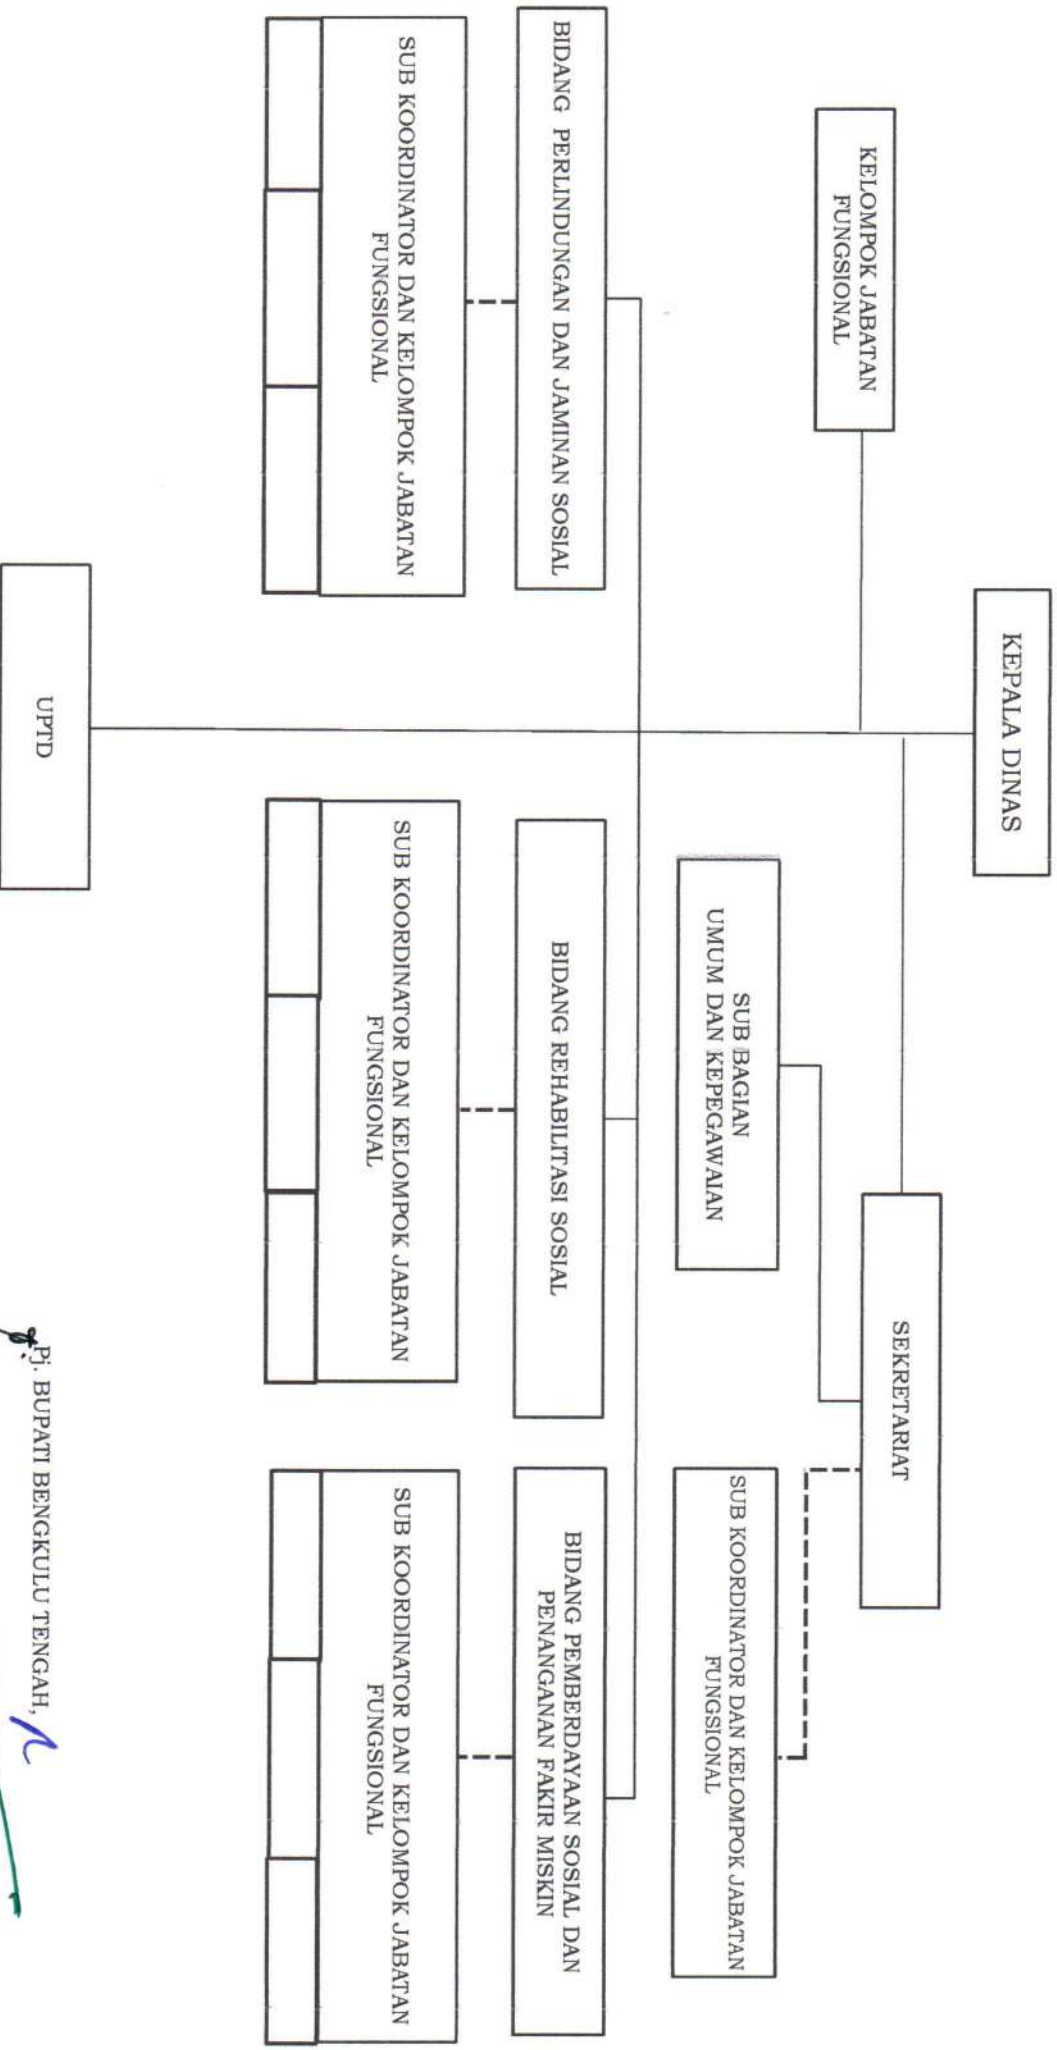 KEPALA DINAS
KELOMPOK JABATAN
FUNGSIONAL
SEKRETARIAT
SUB BAGIAN
UMUM DAN KEPEGAWAIAN
SUB KOORDINATOR DAN KELOMPOK JABATAN
FUNGSIONAL
BIDANG PERLINDUNGAN DAN JAMINAN SOSIAL
BIDANG REHABILITASI SOSIAL
BIDANG PEMBERDAYAAN SOSIAL DAN
PENANGANAN FAKIR MISKIN
SUB KOORDINATOR DAN KELOMPOK JABATAN
FUNGSIONAL
SUB KOORDINATOR DAN KELOMPOK JABATAN
FUNGSIONAL
SUB KOORDINATOR DAN KELOMPOK JABATAN
FUNGSIONAL
UPTD
Pj. BUPATI BENGKULU TENGAH,